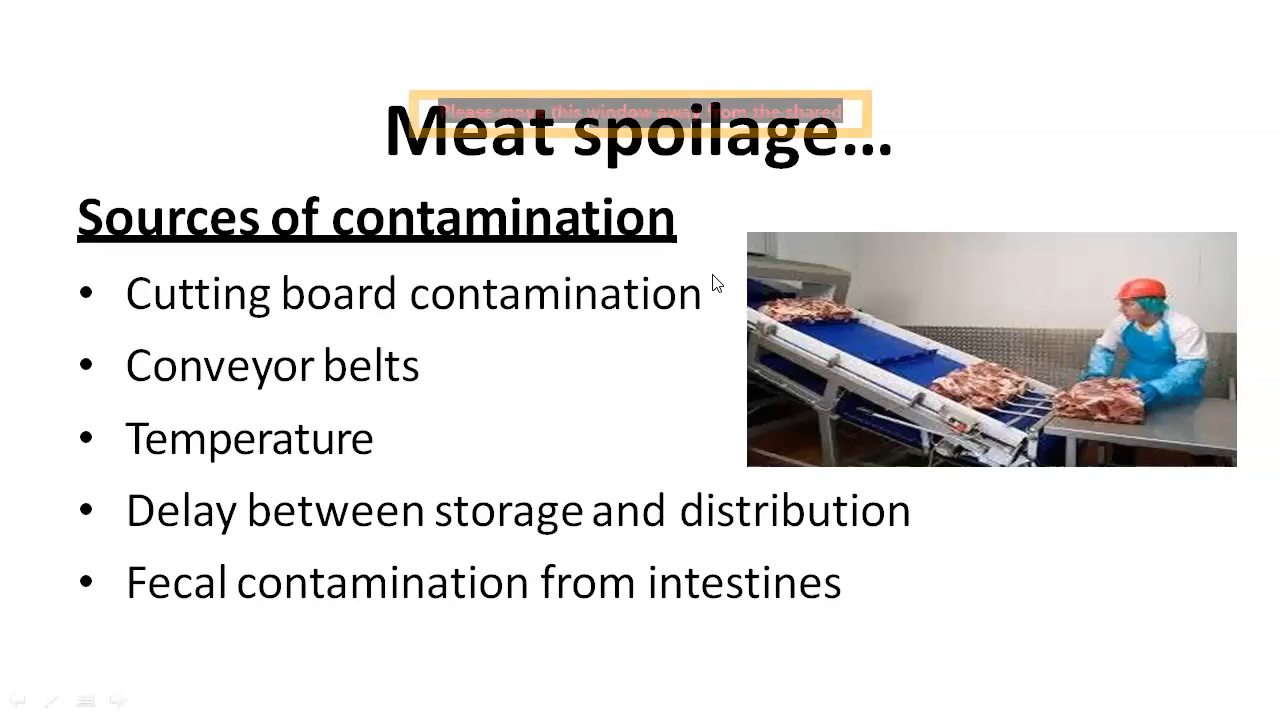 Please move this window away from the shared
Meat spoilage...
Sources of contamination
• Cutting board contamination
• Conveyor belts
• Temperature
• Delay between storage and distribution
• Fecal contamination from intestines